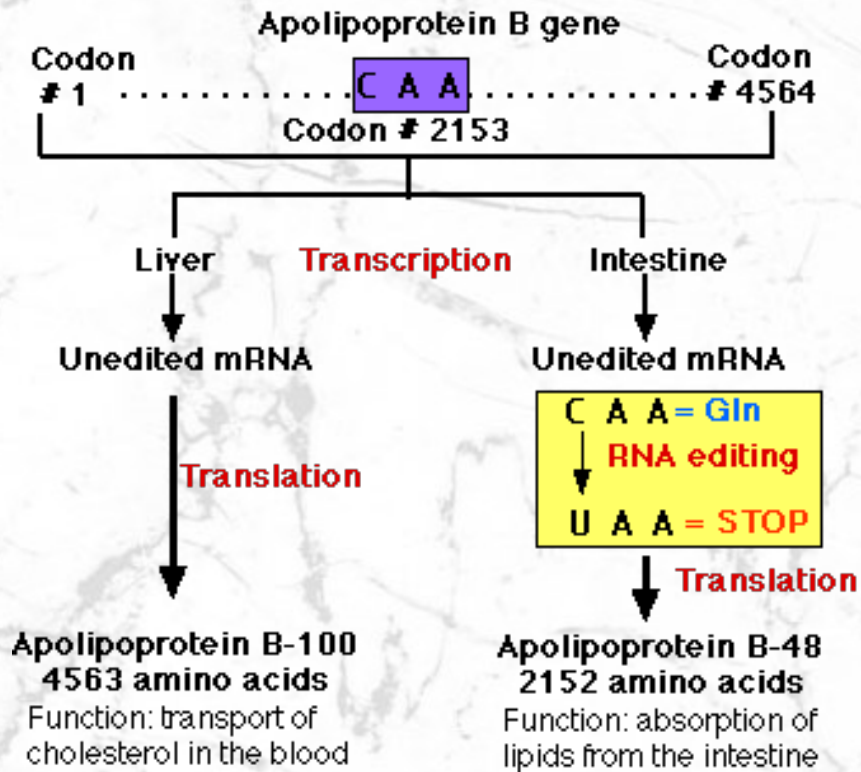 Apolipoprotein B gene
Codon # 1 . . . . . . . . . . . . C A A . . . . . . . . . . . . Codon # 4564
Codon # 2153
Liver Transcription Intestine
Unedited mRNA Unedited mRNA
C A A = Gln
RNA editing
U A A = STOP
Translation
Translation
Apolipoprotein B-100
4563 amino acids
Function: transport of
cholesterol in the blood
Apolipoprotein B-48
2152 amino acids
Function: absorption of
lipids from the intestine